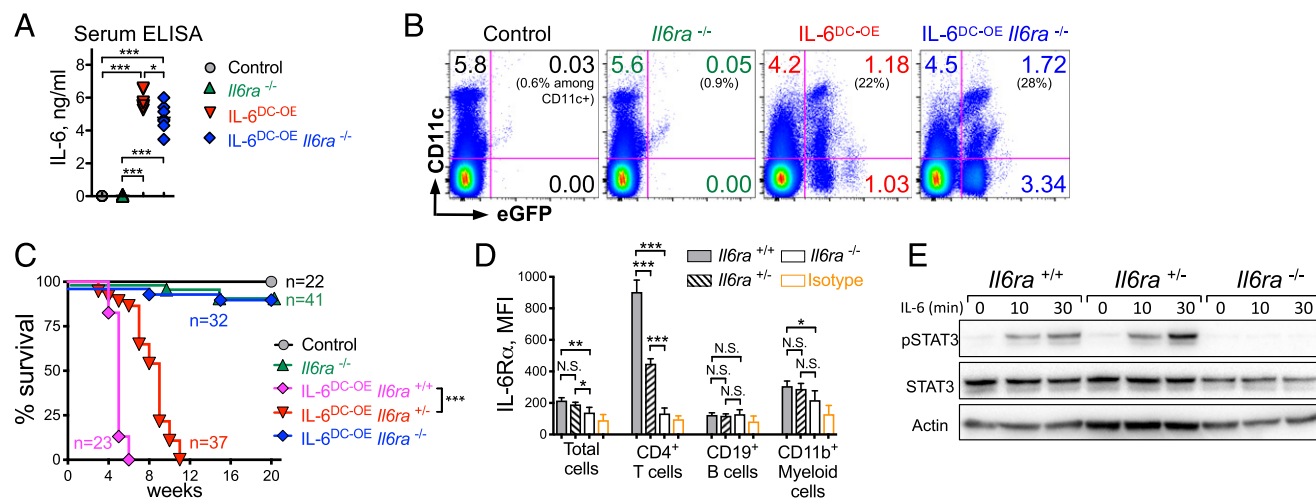 A
Serum ELISA
IL-6, ng/ml
8
6
4
2
0
***
***
*
***
***
Control
Il6ra -/-
IL-6DC-OE
IL-6DC-OE Il6ra -/-
B
Control
Il6ra -/-
IL-6DC-OE
IL-6DC-OE Il6ra -/-
5.8
0.03
(0.6% among
CD11c+)
0.00
5.6
0.05
(0.9%)
0.00
4.2
1.18
(22%)
1.03
4.5
1.72
(28%)
3.34
CD11c
eGFP
C
% survival
100
75
50
25
0
0
4
8
12
16
20
weeks
n=22
n=41
n=32
n=23
n=37
Control
Il6ra -/-
IL-6DC-OE Il6ra +/+
IL-6DC-OE Il6ra +/-
IL-6DC-OE Il6ra -/-
***
D
IL-6Rα, MFI
1000
800
600
400
200
0
Il6ra +/+
Il6ra -/-
Il6ra +/-
Isotype
**
N.S.
*
***
***
***
N.S.
N.S.
N.S.
*
N.S.
N.S.
Total
cells
CD4+
T cells
CD19+
B cells
CD11b+
Myeloid
cells
E
Il6ra +/+
Il6ra +/-
Il6ra -/-
IL-6 (min)
0
10
30
0
10
30
0
10
30
pSTAT3
STAT3
Actin